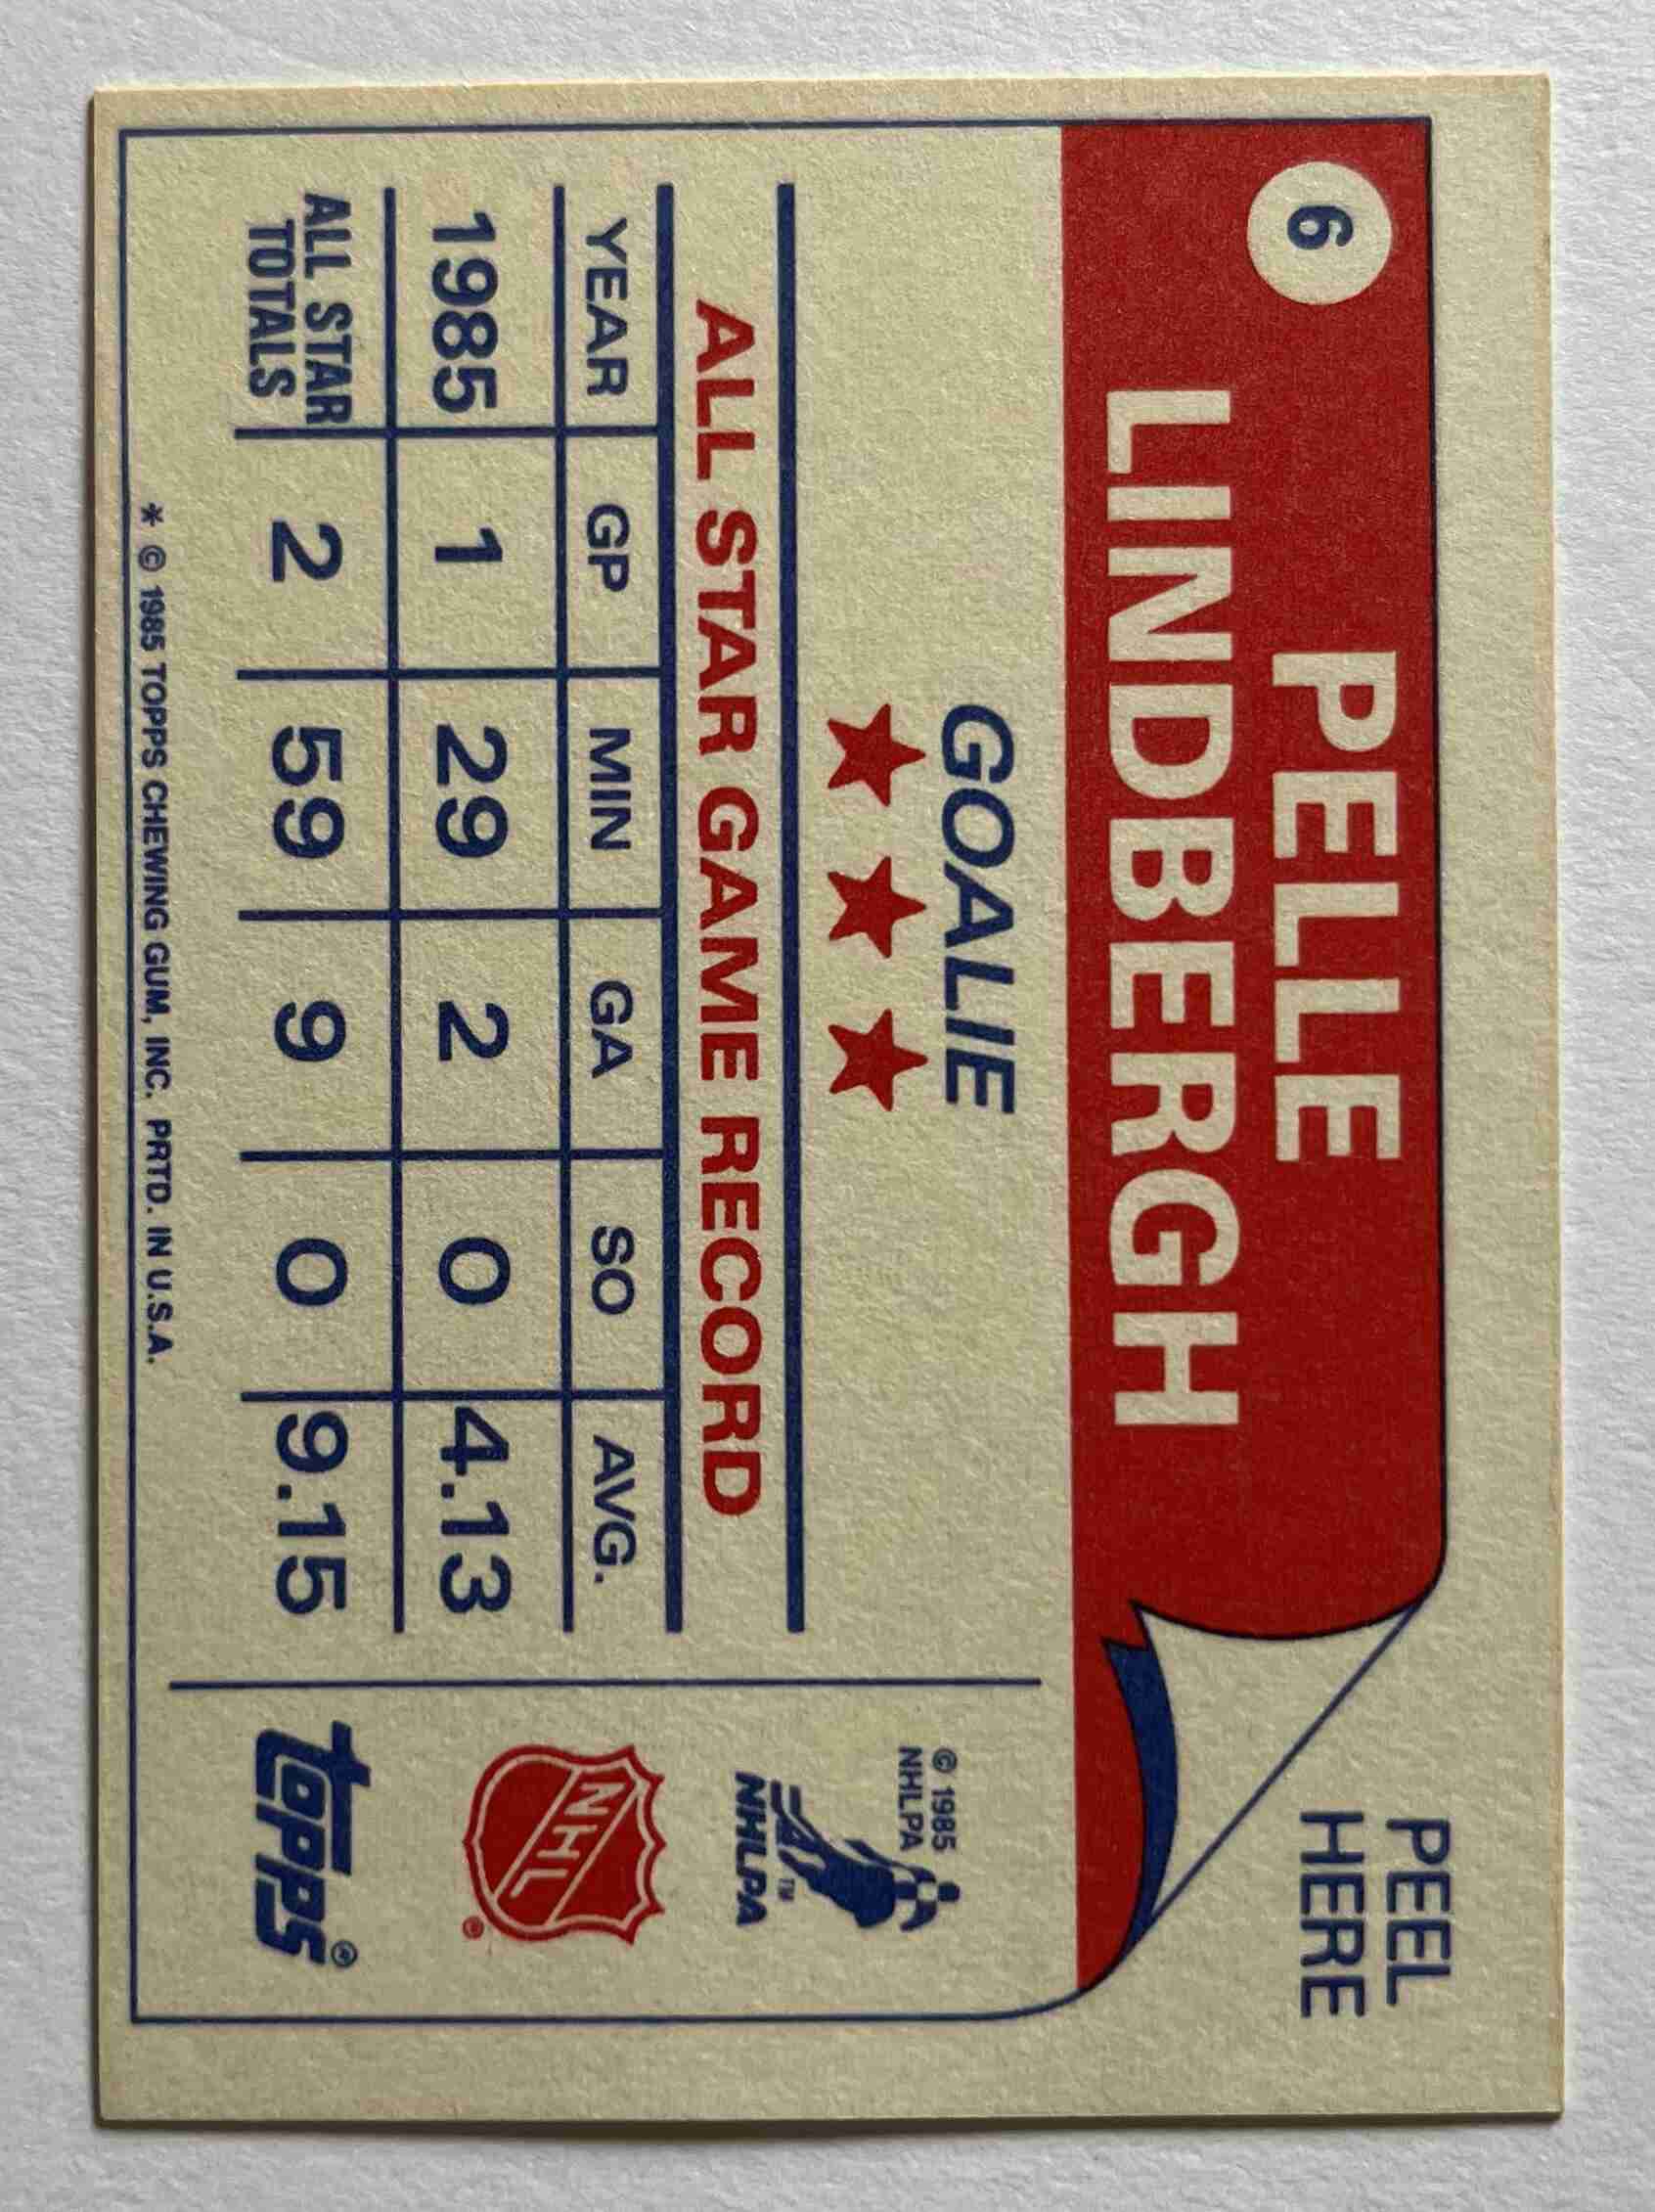 6
PELLE
LINDBERGH
PEEL
HERE
GOALIE
ALL STAR GAME RECORD
YEAR GP MIN GA SO AVG.
1985 1 29 2 0 4.13
ALL STAR
TOTALS 2 59 9 0 9.15
* © 1985 TOPPS CHEWING GUM, INC. PRTD. IN U.S.A.
© 1985
NHLPA
TM
NHLPA
NHL®
topps®